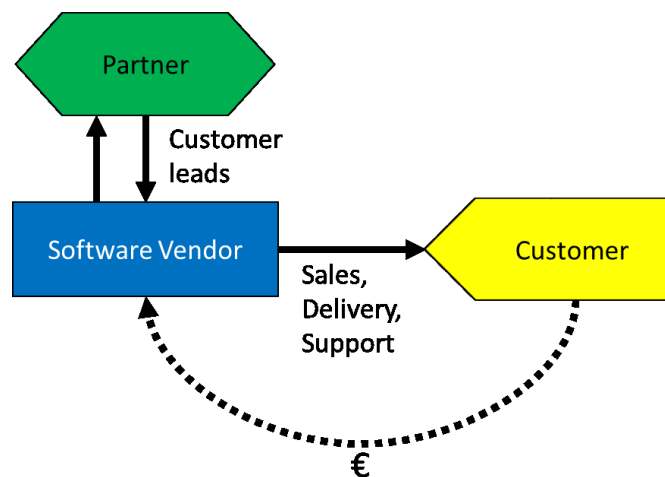 Partner
Customer
leads
Software Vendor
Customer
Sales,
Delivery,
Support
€